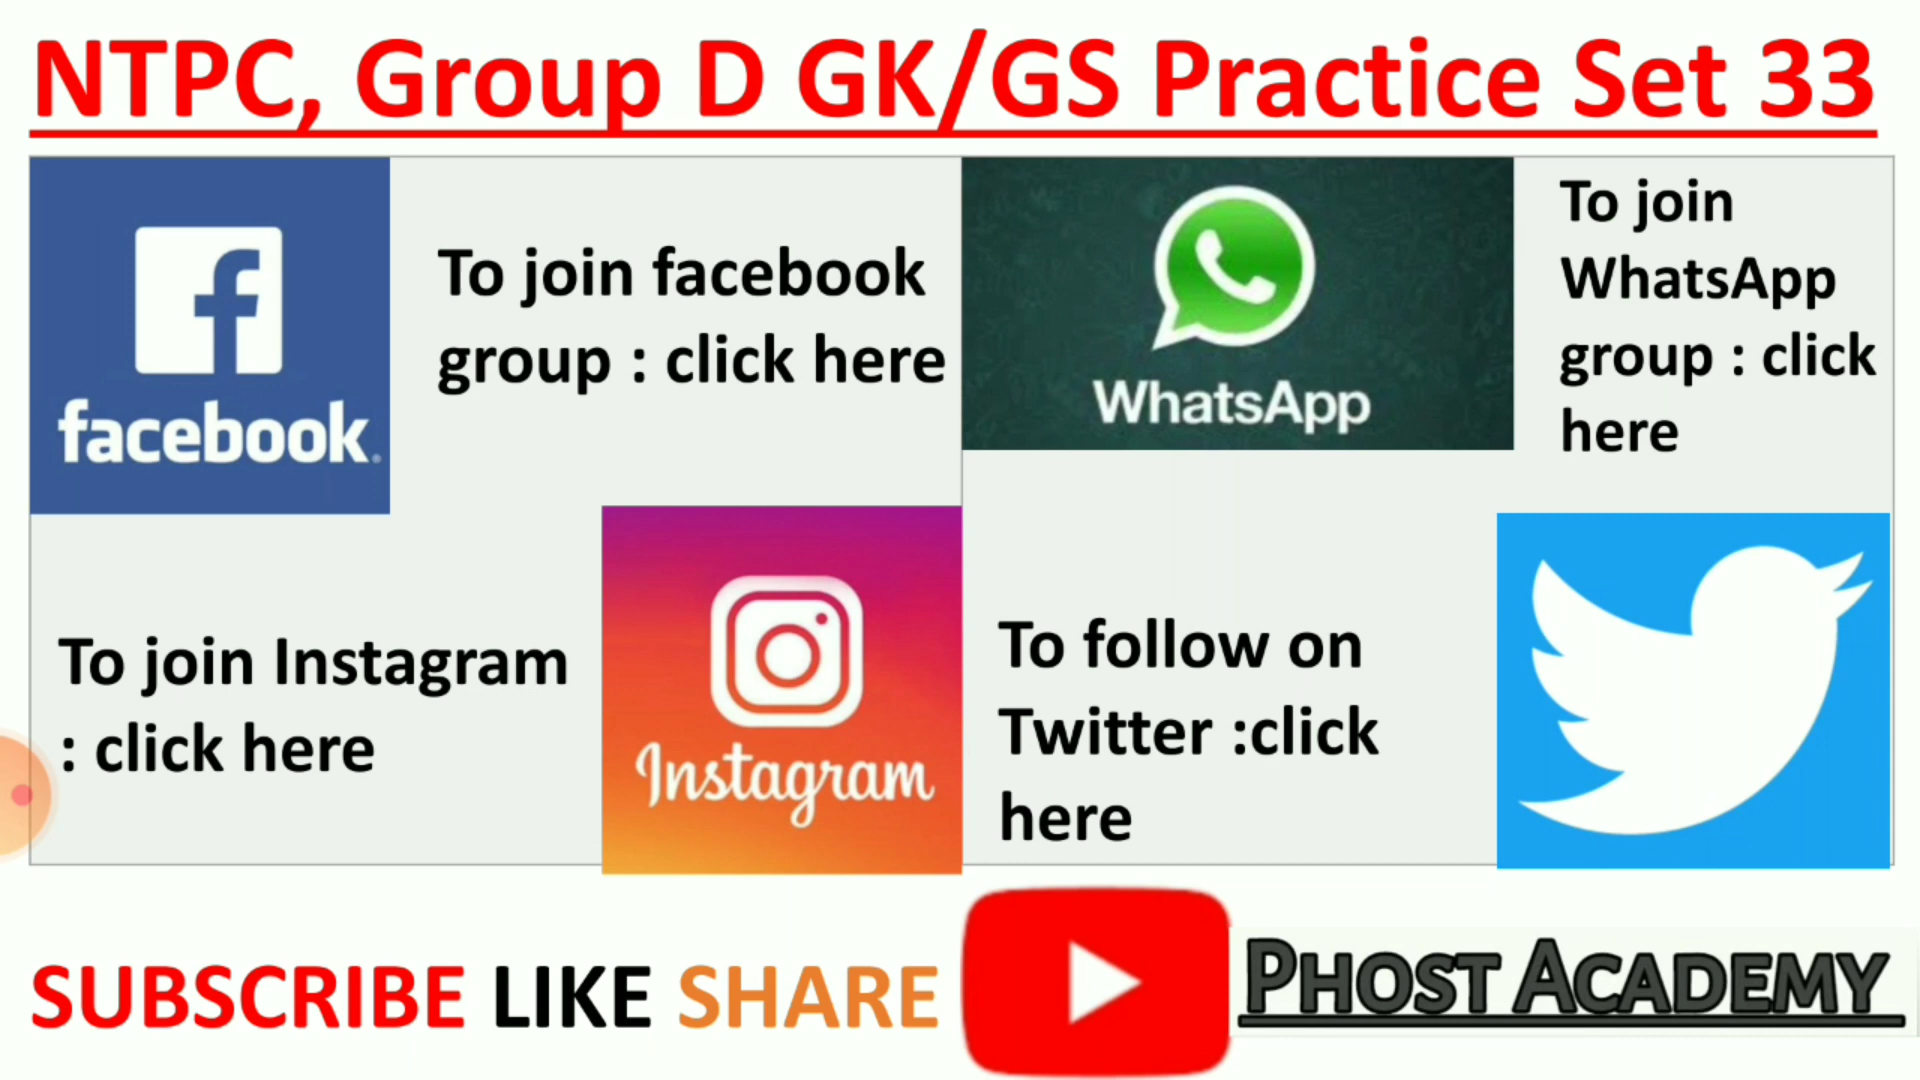 NTPC, Group D GK/GS Practice Set 33
facebook
To join facebook
group : click here
WhatsApp
To join
WhatsApp
group : click
here
To join Instagram
: click here
Instagram
To follow on
Twitter :click
here
SUBSCRIBE LIKE SHARE
PHOST ACADEMY